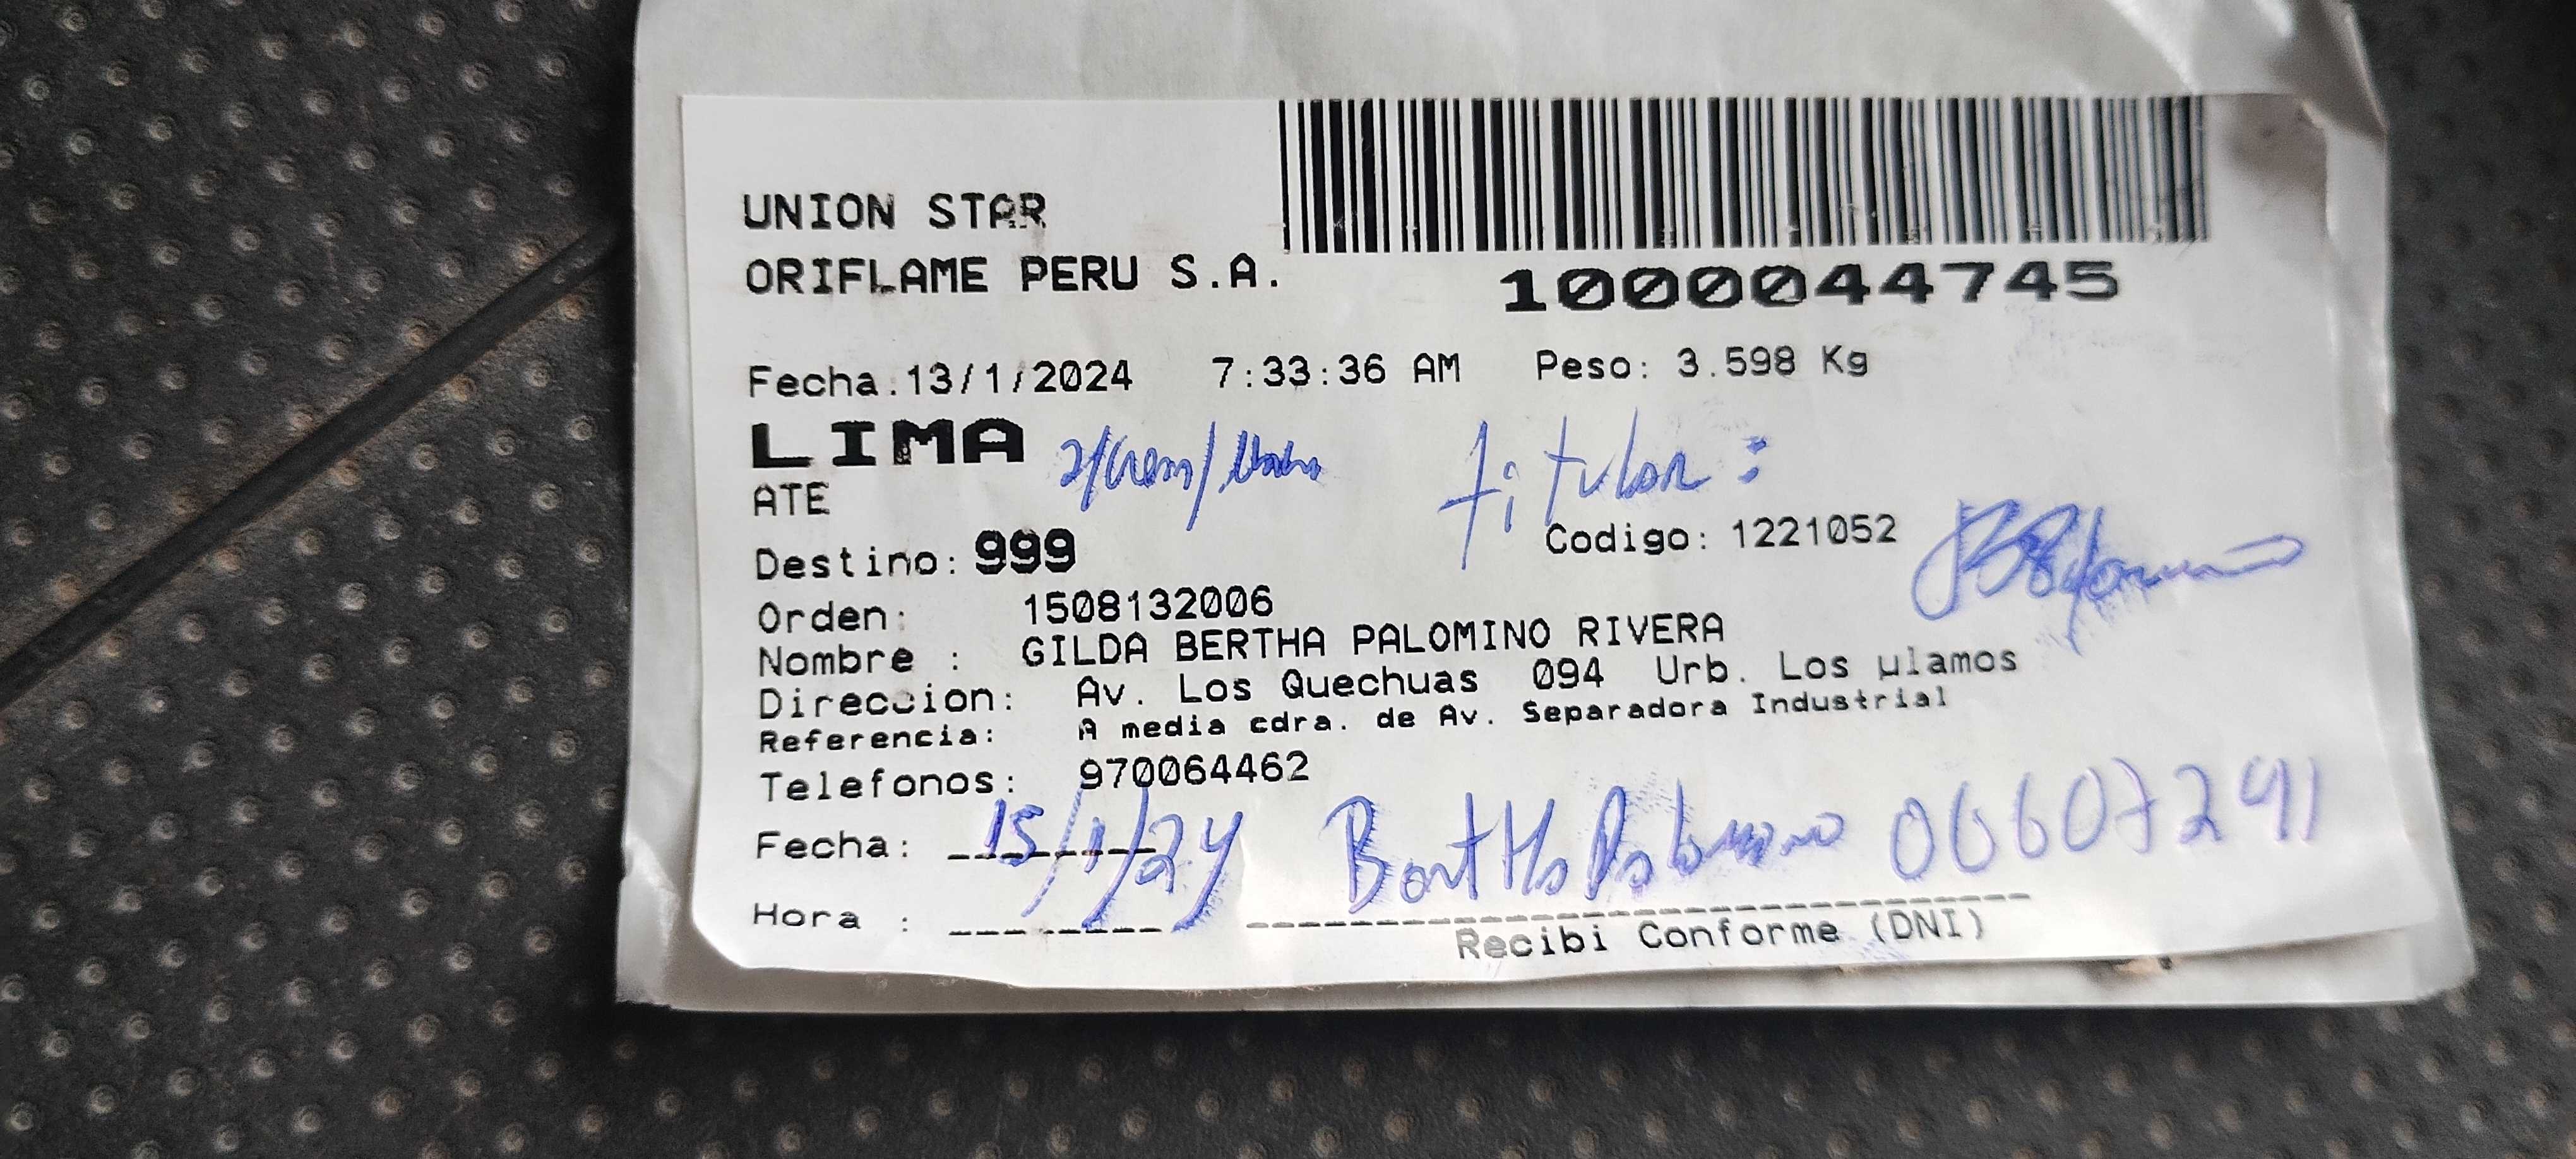 UNION STAR
ORIFLAME PERU S.A.
1000044745
Fecha.13/1/2024 7:33:36 AM Peso: 3.598 Kg
LIMA titular:
ATE
Destino: 999 Codigo: 1221052
Orden: 1508132006
Nombre : GILDA BERTHA PALOMINO RIVERA
Direccion: Av. Los Quechuas 094 Urb. Los µlamos
Referencia: A media cdra. de Av. Separadora Industrial
Telefonos: 970064462
Fecha: 15/1/24 Palomino 06607291
Hora :
Recibi Conforme (DNI)